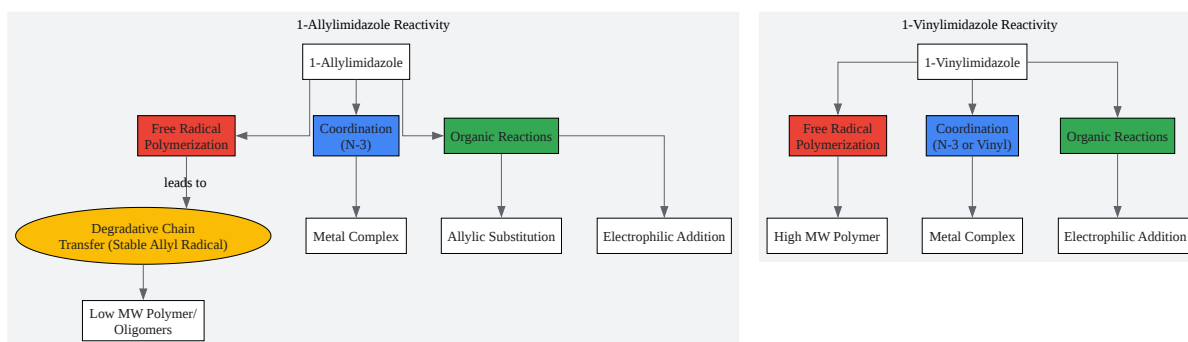 1-Allylimidazole Reactivity
1-Allylimidazole
Free Radical
Polymerization
Coordination
(N-3)
Organic Reactions
leads to
Degradative Chain
Transfer (Stable Allyl Radical)
Metal Complex
Allylic Substitution
Electrophilic Addition
Low MW Polymer/
Oligomers
1-Vinylimidazole Reactivity
1-Vinylimidazole
Free Radical
Polymerization
Coordination
(N-3 or Vinyl)
Organic Reactions
High MW Polymer
Metal Complex
Electrophilic Addition